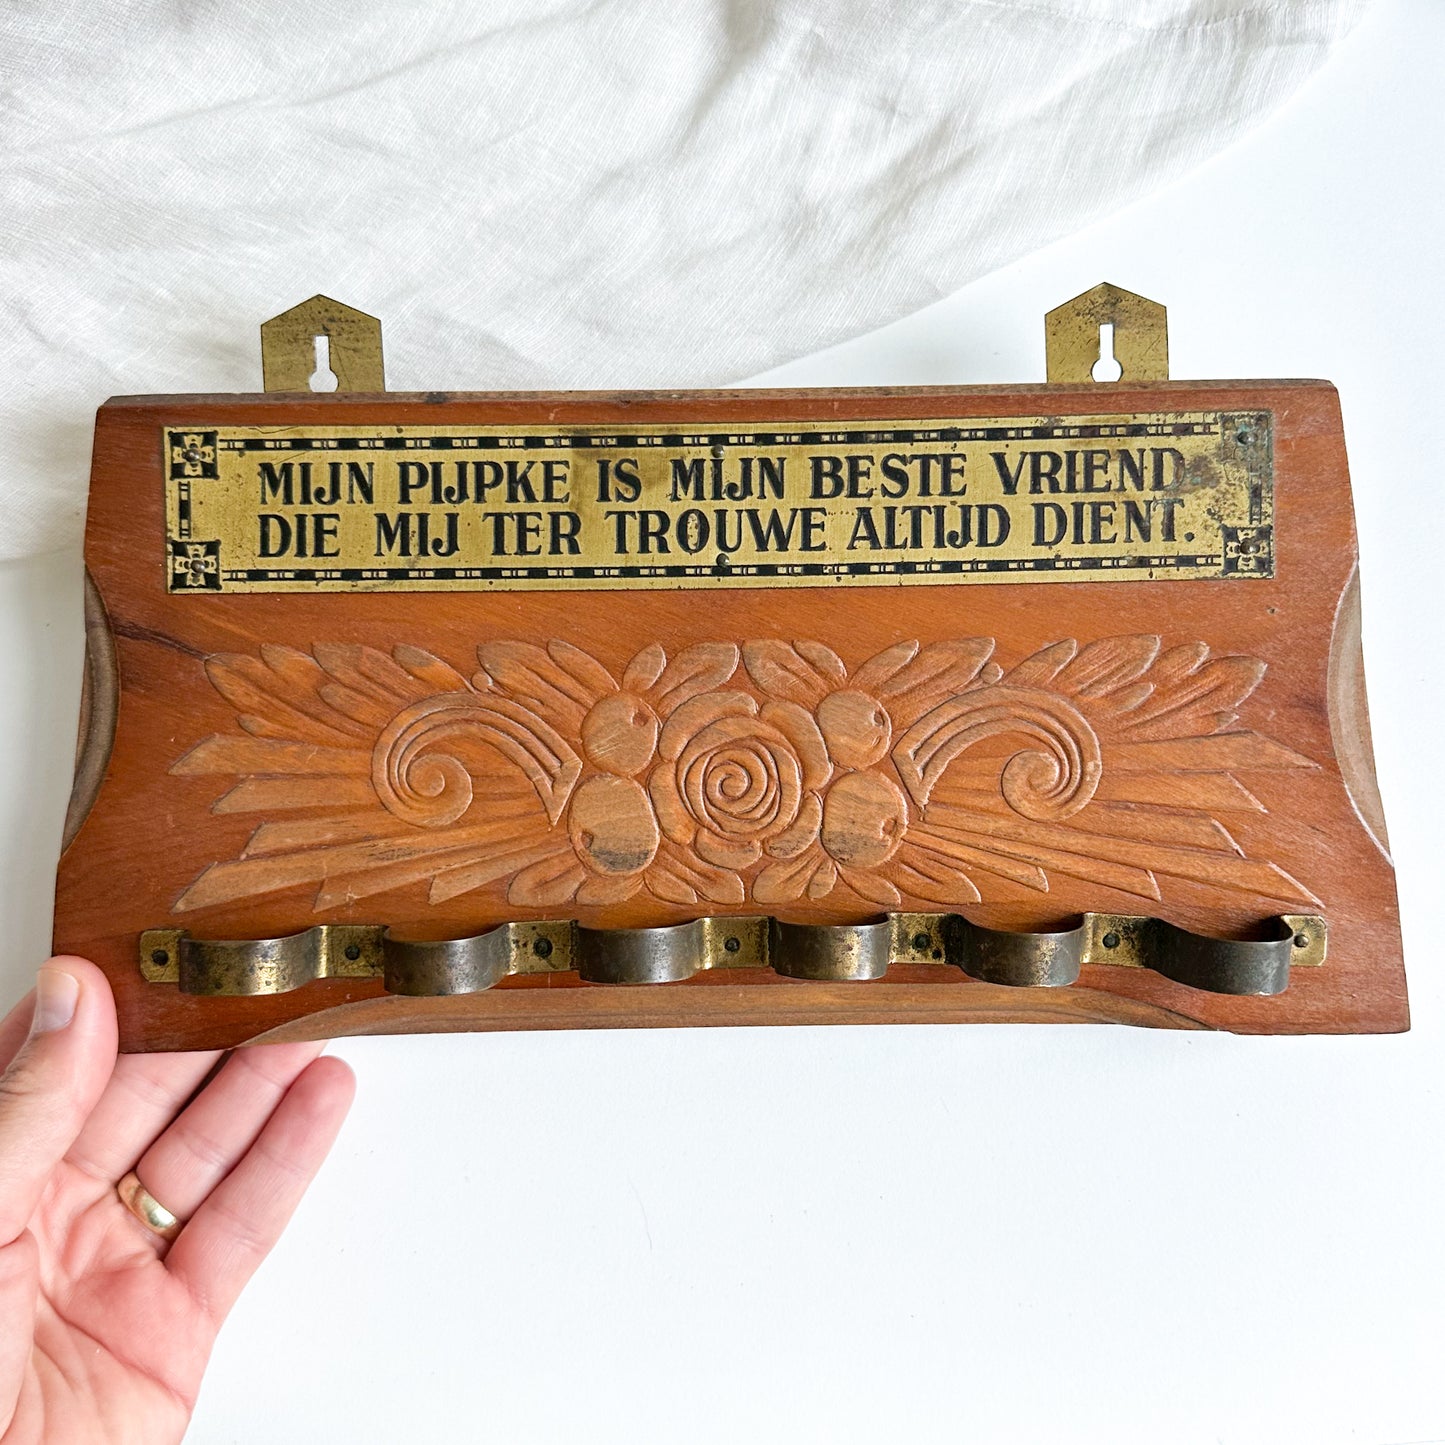 MIJN PIJPKE IS MIJN BESTE VRIEND
DIE MIJ TER TROUWE ALTIJD DIENT.